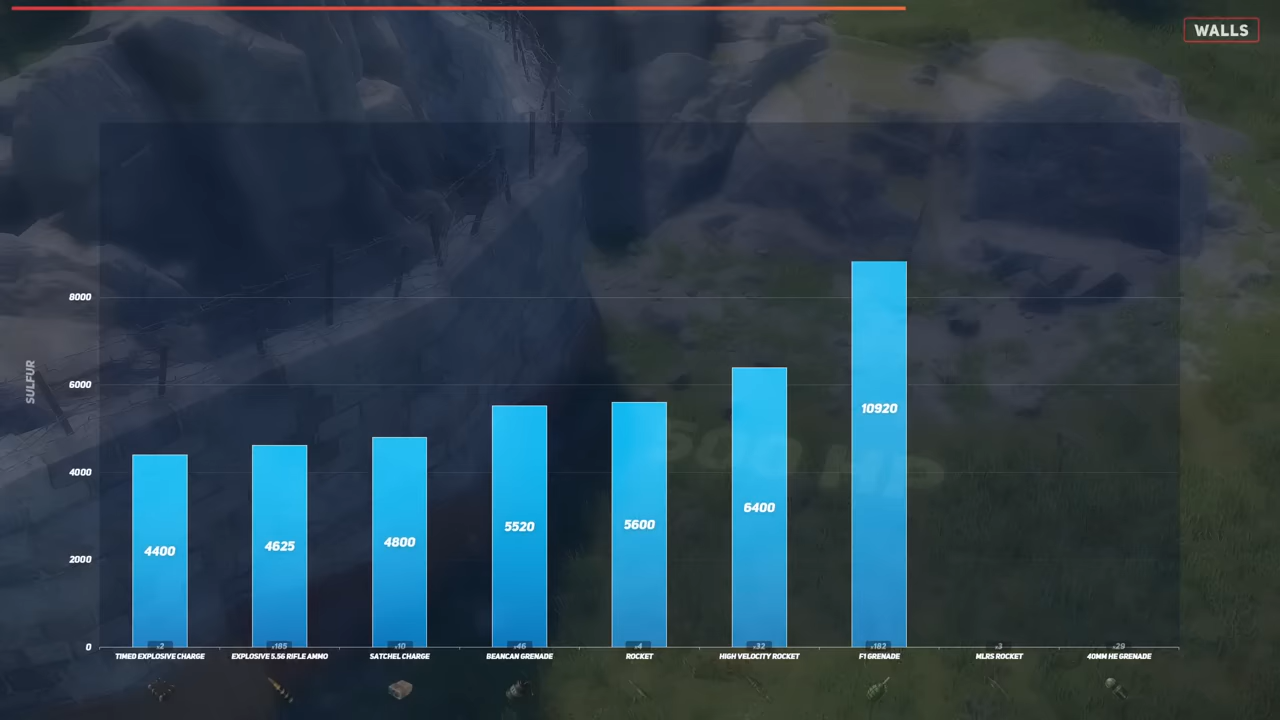 WALLS
500 HP
SULFUR
8000
6000
4000
2000
0
4400
4625
4800
5520
5600
6400
10920
x2
x185
x10
x46
x4
x32
x182
x3
x29
TIMED EXPLOSIVE CHARGE
EXPLOSIVE 5.56 RIFLE AMMO
SATCHEL CHARGE
BEANCAN GRENADE
ROCKET
HIGH VELOCITY ROCKET
F1 GRENADE
MLRS ROCKET
40MM HE GRENADE